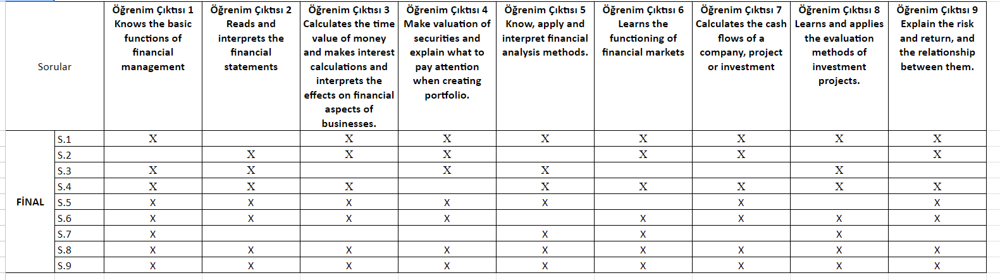 Sorular
Öğrenim Çıktısı 1
Knows the basic
functions of
financial
management
Öğrenim Çıktısı 2
Reads and
interprets the
financial
statements
Öğrenim Çıktısı 3
Calculates the time
value of money
and makes interest
calculations and
interprets the
effects on financial
aspects of
businesses.
Öğrenim Çıktısı 4
Make valuation of
securities and
explain what to
pay attention
when creating
portfolio.
Öğrenim Çıktısı 5
Know, apply and
interpret financial
analysis methods.
Öğrenim Çıktısı 6
Learns the
functioning of
financial markets
Öğrenim Çıktısı 7
Calculates the cash
flows of a
company, project
or investment
Öğrenim Çıktısı 8
Learns and applies
the evaluation
methods of
investment
projects.
Öğrenim Çıktısı 9
Explain the risk
and return, and
the relationship
between them.
FİNAL
S.1 X X X X X X X X
S.2 X X X X X X
S.3 X X X X X
S.4 X X X X X X X X
S.5 X X X X X X X
S.6 X X X X X X X X
S.7 X X X X
S.8 X X X X X X X X X
S.9 X X X X X X X X X